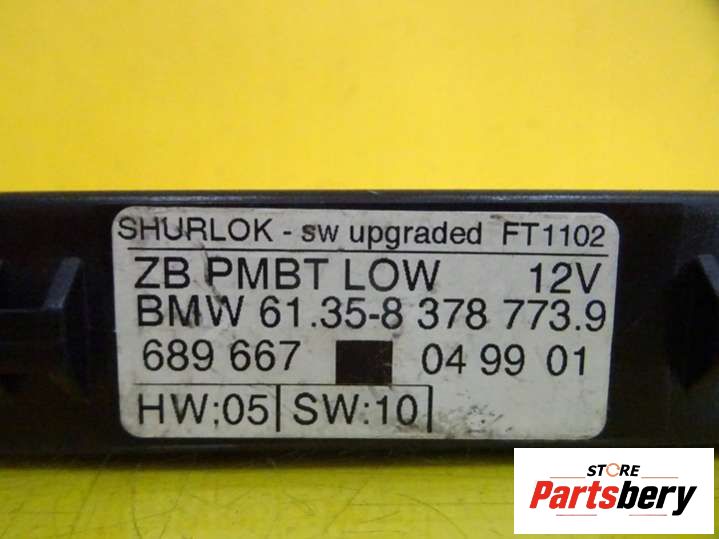 SHURLOK - sw upgraded FT1102
ZB PMBT LOW 12V
BMW 61.35-8 378 773.9
689 667 04 99 01
HW:05 SW:10
STORE
Partsbery